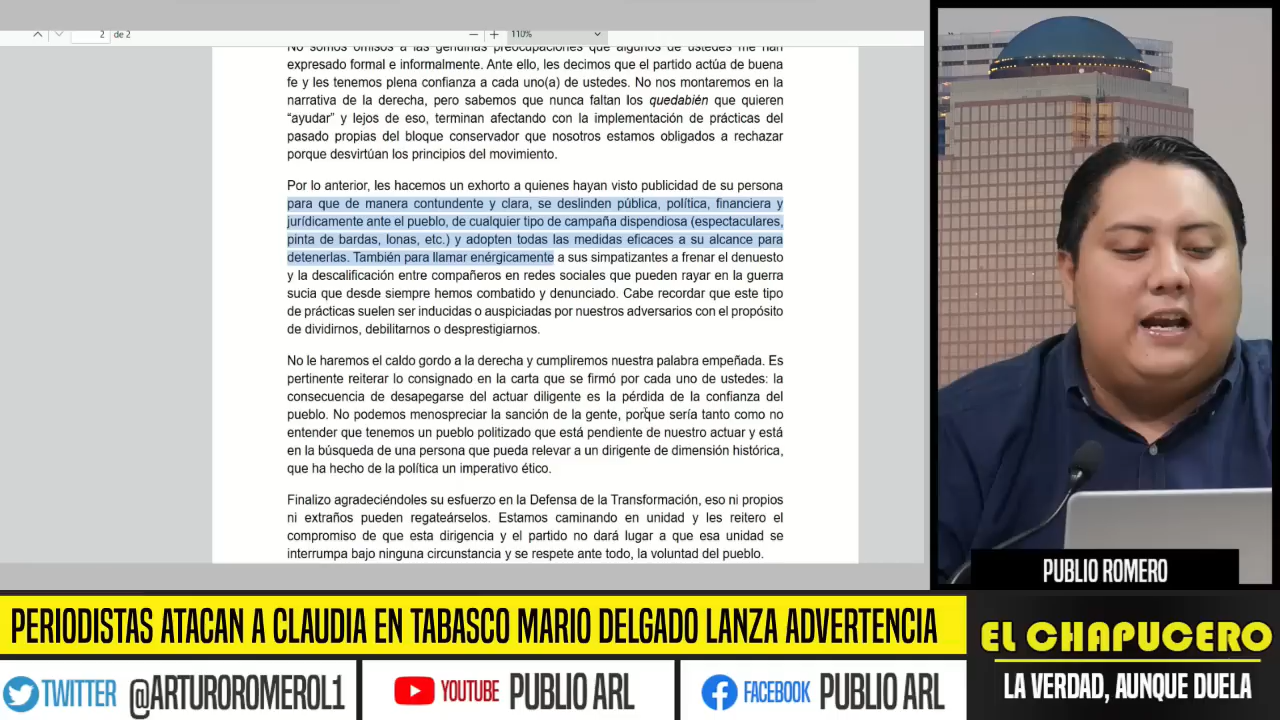 2 de 2
110%
No somos omisos a las genuinas preocupaciones que algunos de ustedes me han
expresado formal e informalmente. Ante ello, les decimos que el partido actúa de buena
fe y les tenemos plena confianza a cada uno(a) de ustedes. No nos montaremos en la
narrativa de la derecha, pero sabemos que nunca faltan los quedabién que quieren
“ayudar” y lejos de eso, terminan afectando con la implementación de prácticas del
pasado propias del bloque conservador que nosotros estamos obligados a rechazar
porque desvirtúan los principios del movimiento.
Por lo anterior, les hacemos un exhorto a quienes hayan visto publicidad de su persona
para que de manera contundente y clara, se deslinden pública, política, financiera y
jurídicamente ante el pueblo, de cualquier tipo de campaña dispendiosa (espectaculares,
pinta de bardas, lonas, etc.) y adopten todas las medidas eficaces a su alcance para
detenerlas. También para llamar enérgicamente a sus simpatizantes a frenar el denuesto
y la descalificación entre compañeros en redes sociales que pueden rayar en la guerra
sucia que desde siempre hemos combatido y denunciado. Cabe recordar que este tipo
de prácticas suelen ser inducidas o auspiciadas por nuestros adversarios con el propósito
de dividirnos, debilitarnos o desprestigiarnos.
No le haremos el caldo gordo a la derecha y cumpliremos nuestra palabra empeñada. Es
pertinente reiterar lo consignado en la carta que se firmó por cada uno de ustedes: la
consecuencia de desapegarse del actuar diligente es la pérdida de la confianza del
pueblo. No podemos menospreciar la sanción de la gente, porque sería tanto como no
entender que tenemos un pueblo politizado que está pendiente de nuestro actuar y está
en la búsqueda de una persona que pueda relevar a un dirigente de dimensión histórica,
que ha hecho de la política un imperativo ético.
Finalizo agradeciéndoles su esfuerzo en la Defensa de la Transformación, eso ni propios
ni extraños pueden regateárselos. Estamos caminando en unidad y les reitero el
compromiso de que esta dirigencia y el partido no dará lugar a que esa unidad se
interrumpa bajo ninguna circunstancia y se respete ante todo, la voluntad del pueblo.
PUBLIO ROMERO
PERIODISTAS ATACAN A CLAUDIA EN TABASCO MARIO DELGADO LANZA ADVERTENCIA
EL CHAPUCERO
LA VERDAD, AUNQUE DUELA
TWITTER @ARTUROROMEROL1
YOUTUBE PUBLIO ARL
FACEBOOK PUBLIO ARL